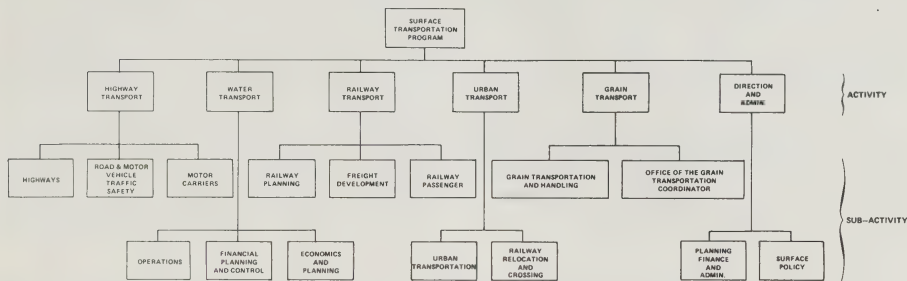 SURFACE
TRANSPORTATION
PROGRAM
HIGHWAY
TRANSPORT
WATER
TRANSPORT
RAILWAY
TRANSPORT
URBAN
TRANSPORT
GRAIN
TRANSPORT
DIRECTION
AND
ADMIN
ACTIVITY
HIGHWAYS
ROAD & MOTOR
VEHICLE
TRAFFIC
SAFETY
MOTOR
CARRIERS
RAILWAY
PLANNING
FREIGHT
DEVELOPMENT
RAILWAY
PASSENGER
GRAIN TRANSPORTATION
AND HANDLING
OFFICE OF THE GRAIN
TRANSPORTATION
COORDINATOR
SUB-ACTIVITY
OPERATIONS
FINANCIAL
PLANNING
AND CONTROL
ECONOMICS
AND
PLANNING
URBAN
TRANSPORTATION
RAILWAY
RELOCATION
AND
CROSSING
PLANNING
FINANCE
AND
ADMIN.
SURFACE
POLICY